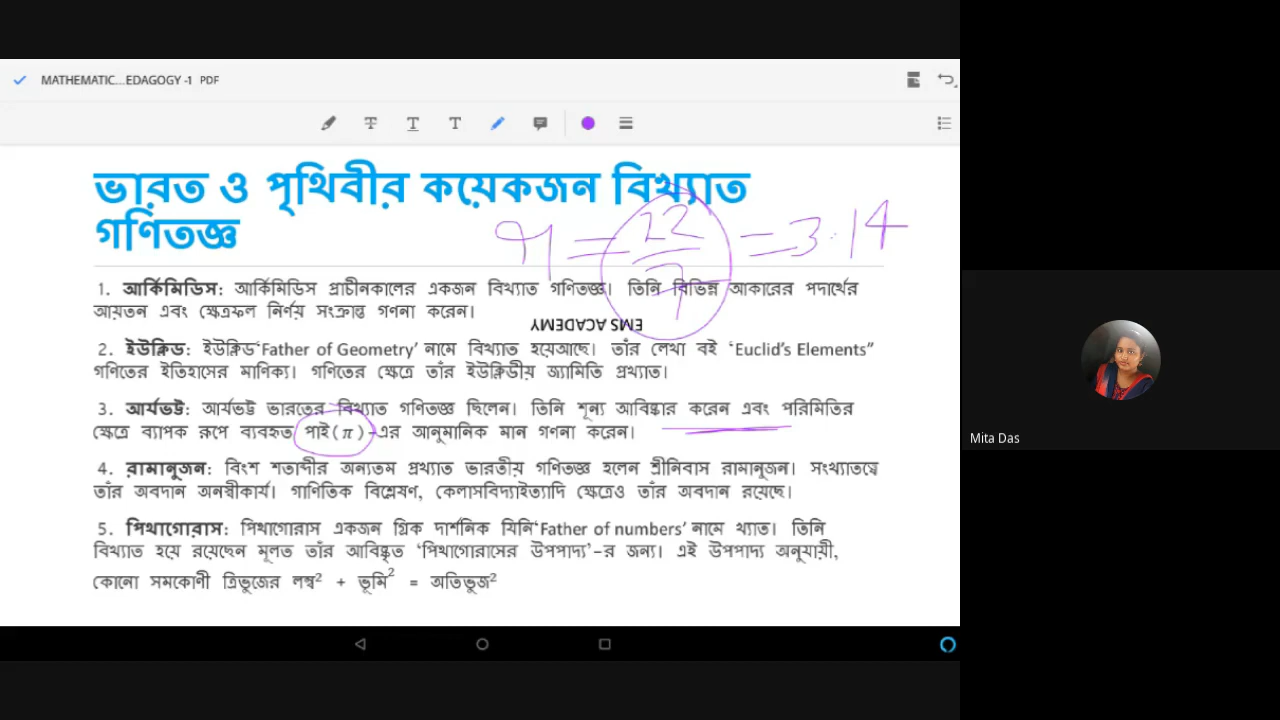 MATHEMATIC...EDAGOGY -1 PDF
ভারত ও পৃথিবীর কয়েকজন বিখ্যাত
গণিতজ্ঞ
π = 22/7 = 3.14
1. আর্কিমিডিস: আর্কিমিডিস প্রাচীনকালের একজন বিখ্যাত গণিতজ্ঞ। তিনি বিভিন্ন আকারের পদার্থের
আয়তন এবং ক্ষেত্রফল নির্ণয় সংক্রান্ত গণনা করেন।
EMS ACADEMY
2. ইউক্লিড: ইউক্লিড‘Father of Geometry’ নামে বিখ্যাত হয়েআছে। তাঁর লেখা বই ‘Euclid’s Elements”
গণিতের ইতিহাসের মাণিক্য। গণিতের ক্ষেত্রে তাঁর ইউক্লিডীয় জ্যামিতি প্রখ্যাত।
3. আর্যভট্ট: আর্যভট্ট ভারতের বিখ্যাত গণিতজ্ঞ ছিলেন। তিনি শূন্য আবিষ্কার করেন এবং পরিমিতির
ক্ষেত্রে ব্যাপক রূপে ব্যবহৃত পাই(π)-এর আনুমানিক মান গণনা করেন।
4. রামানুজন: বিংশ শতাব্দীর অন্যতম প্রখ্যাত ভারতীয় গণিতজ্ঞ হলেন শ্রীনিবাস রামানুজন। সংখ্যাতত্বে
তাঁর অবদান অনস্বীকার্য। গাণিতিক বিশ্লেষণ, কেলাসবিদ্যাইত্যাদি ক্ষেত্রেও তাঁর অবদান রয়েছে।
5. পিথাগোরাস: পিথাগোরাস একজন গ্রিক দার্শনিক যিনি‘Father of numbers’ নামে খ্যাত। তিনি
বিখ্যাত হয়ে রয়েছেন মূলত তাঁর আবিষ্কৃত ‘পিথাগোরাসের উপপাদ্য’-র জন্য। এই উপপাদ্য অনুযায়ী,
কোনো সমকোণী ত্রিভুজের লম্ব² + ভূমি² = অতিভুজ²
Mita Das